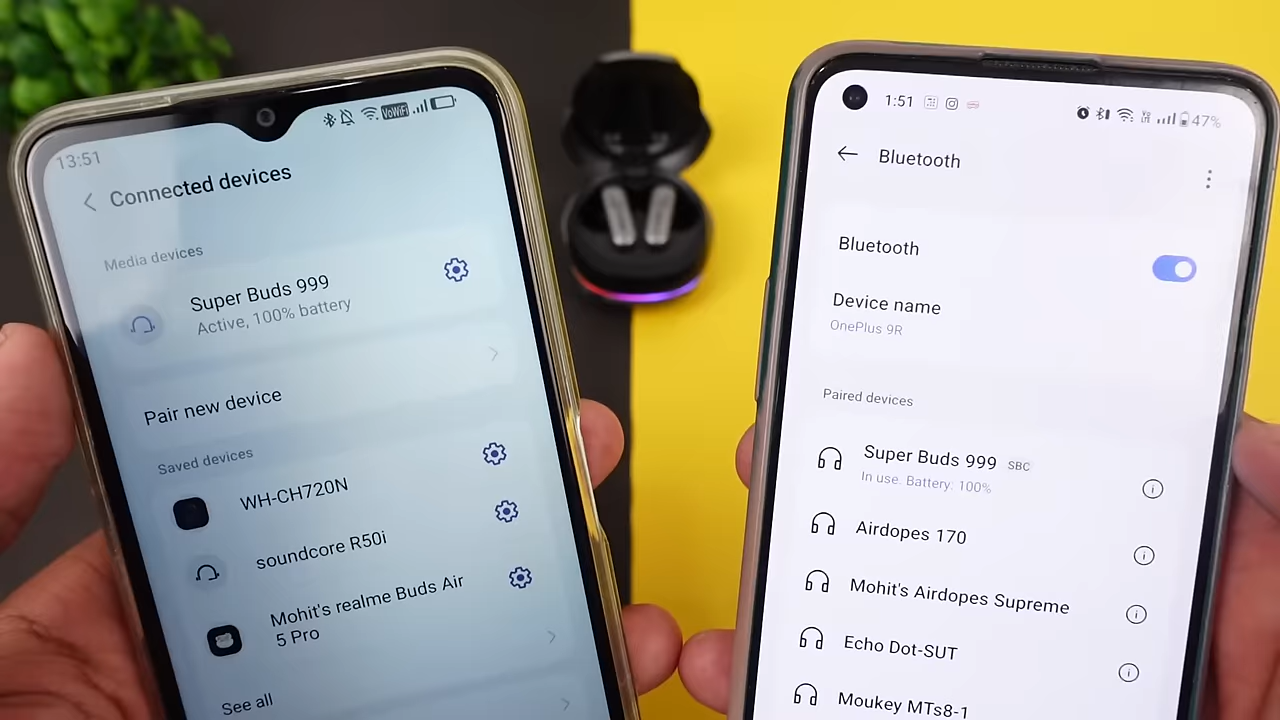 13:51
VoWiFi
Connected devices
Media devices
Super Buds 999
Active, 100% battery
Pair new device
Saved devices
WH-CH720N
soundcore R50i
Mohit's realme Buds Air
5 Pro
See all
1:51
47%
Bluetooth
Bluetooth
Device name
OnePlus 9R
Paired devices
Super Buds 999 SBC
In use. Battery: 100%
Airdopes 170
Mohit's Airdopes Supreme
Echo Dot-SUT
Moukey MTs8-1